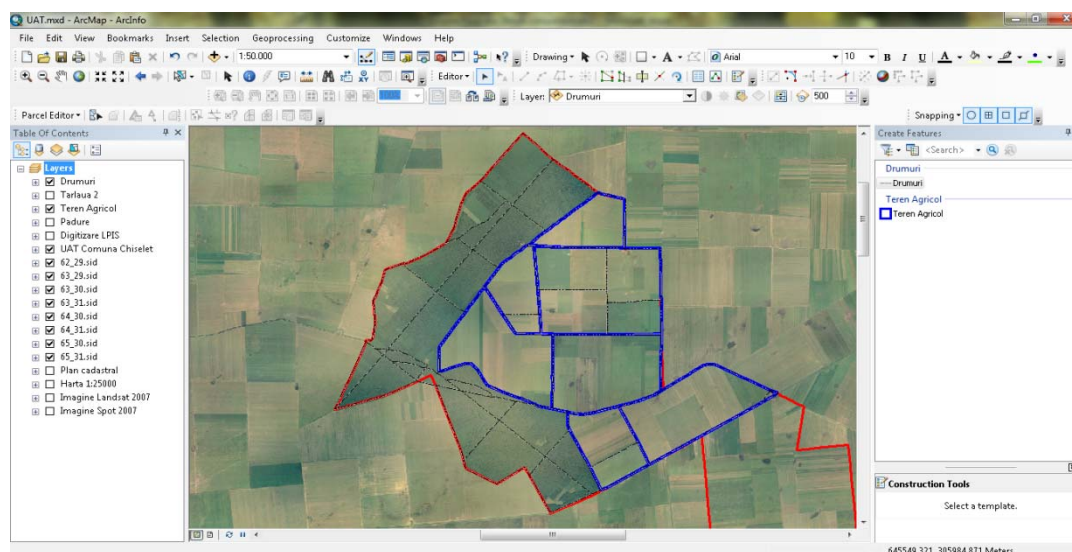 UAT.mxd - ArcMap - ArcInfo
File Edit View Bookmarks Insert Selection Geoprocessing Customize Windows Help
1:50.000 Drawing Arial 10 B I U A
Editor
100% Layer: Drumuri 500
Parcel Editor Snapping
Table Of Contents
Layers
Drumuri
Tarlaua 2
Teren Agricol
Padure
Digitizare LPIS
UAT Comuna Chiselet
62_29.sid
63_29.sid
63_30.sid
63_31.sid
64_30.sid
64_31.sid
65_30.sid
65_31.sid
Plan cadastral
Harta 1:25000
Imagine Landsat 2007
Imagine Spot 2007
Create Features
<Search>
Drumuri
Drumuri
Teren Agricol
Teren Agricol
Construction Tools
Select a template.
645549,321 305984,871 Meters